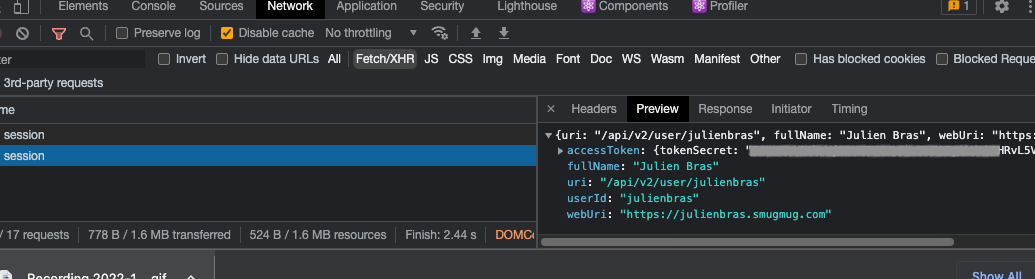 Elements Console Sources Network Application Security Lighthouse Components Profiler 1
Preserve log Disable cache No throttling
Invert Hide data URLs All Fetch/XHR JS CSS Img Media Font Doc WS Wasm Manifest Other Has blocked cookies Blocked Reque
3rd-party requests
me
Headers Preview Response Initiator Timing
session
{uri: "/api/v2/user/julienbras", fullName: "Julien Bras", webUri: "https:
session
accessToken: {tokenSecret: " HRvL5V
fullName: "Julien Bras"
uri: "/api/v2/user/julienbras"
userId: "julienbras"
webUri: "https://julienbras.smugmug.com"
/ 17 requests 778 B / 1.6 MB transferred 524 B / 1.6 MB resources Finish: 2.44 s DOMCo
Recording 2022-1....gif
Show All